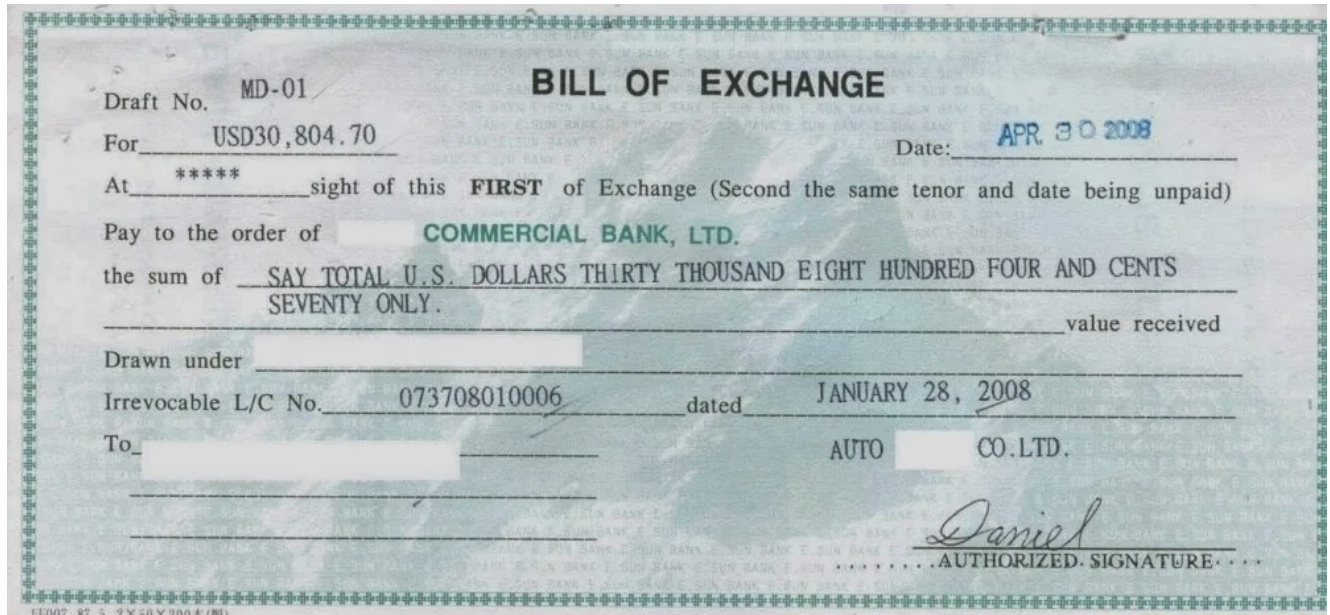 BILL OF EXCHANGE
Draft No. MD-01
For USD30,804.70
Date: APR 30 2008
At ***** sight of this FIRST of Exchange (Second the same tenor and date being unpaid)
Pay to the order of COMMERCIAL BANK, LTD.
the sum of SAY TOTAL U.S. DOLLARS THIRTY THOUSAND EIGHT HUNDRED FOUR AND CENTS
SEVENTY ONLY.
value received
Drawn under
Irrevocable L/C No. 073708010006 dated JANUARY 28, 2008
To
AUTO CO.LTD.
Daniel
AUTHORIZED SIGNATURE